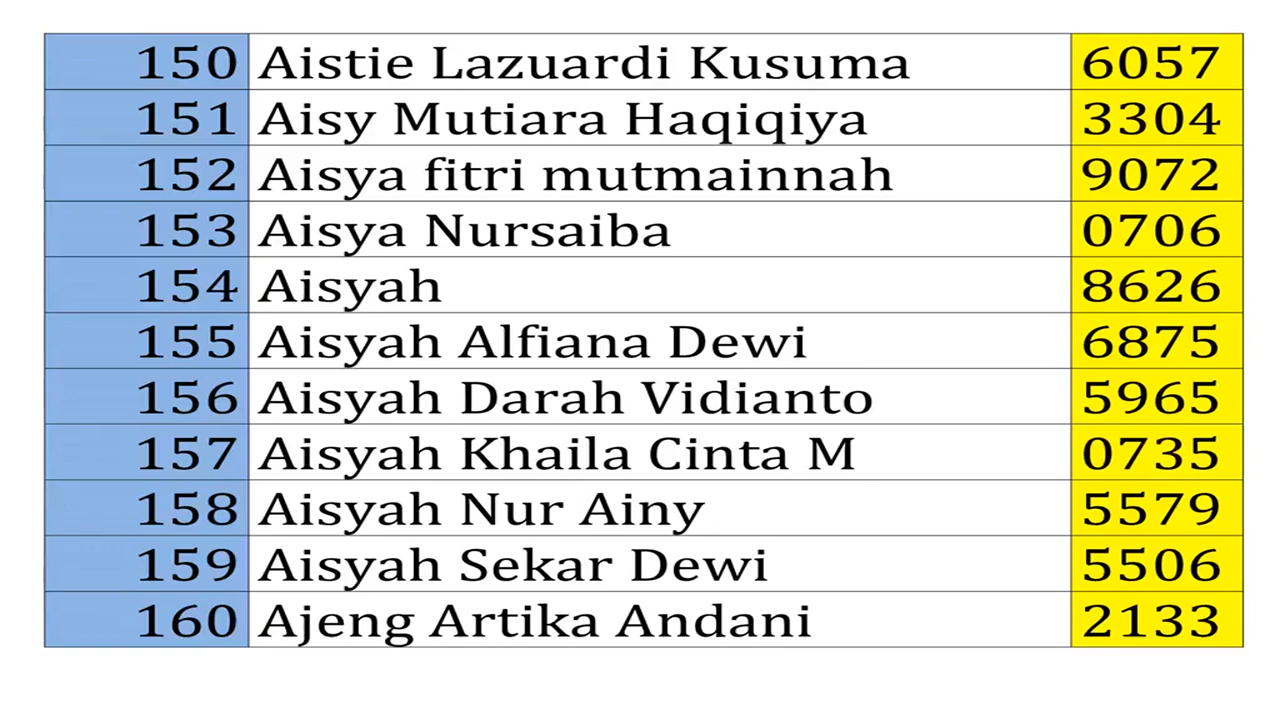 150 Aistie Lazuardi Kusuma 6057
151 Aisy Mutiara Haqiqiya 3304
152 Aisya fitri mutmainnah 9072
153 Aisya Nursaiba 0706
154 Aisyah 8626
155 Aisyah Alfiana Dewi 6875
156 Aisyah Darah Vidianto 5965
157 Aisyah Khaila Cinta M 0735
158 Aisyah Nur Ainy 5579
159 Aisyah Sekar Dewi 5506
160 Ajeng Artika Andani 2133